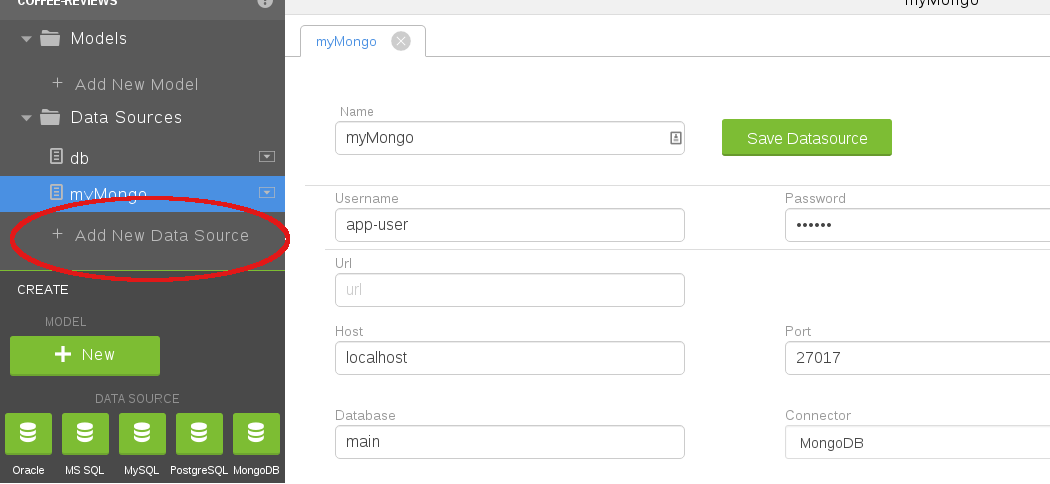 COFFEE-REVIEWS
Models
+ Add New Model
Data Sources
db
myMongo
+ Add New Data Source
CREATE
MODEL
New
DATA SOURCE
Oracle
MS SQL
MySQL
PostgreSQL
MongoDB
myMongo
myMongo
Name
myMongo
Save Datasource
Username
Password
app-user
••••••
Url
url
Host
Port
localhost
27017
Database
Connector
main
MongoDB